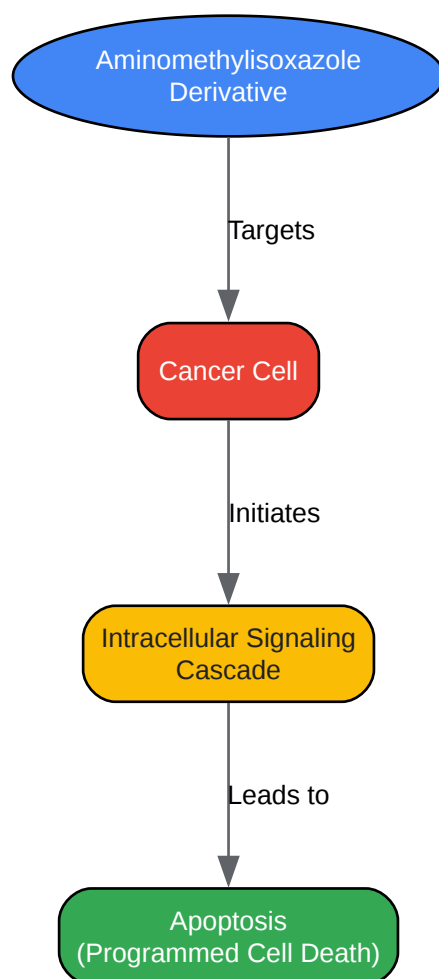 Aminomethylisoxazole
Derivative
Targets
Cancer Cell
Initiates
Intracellular Signaling
Cascade
Leads to
Apoptosis
(Programmed Cell Death)